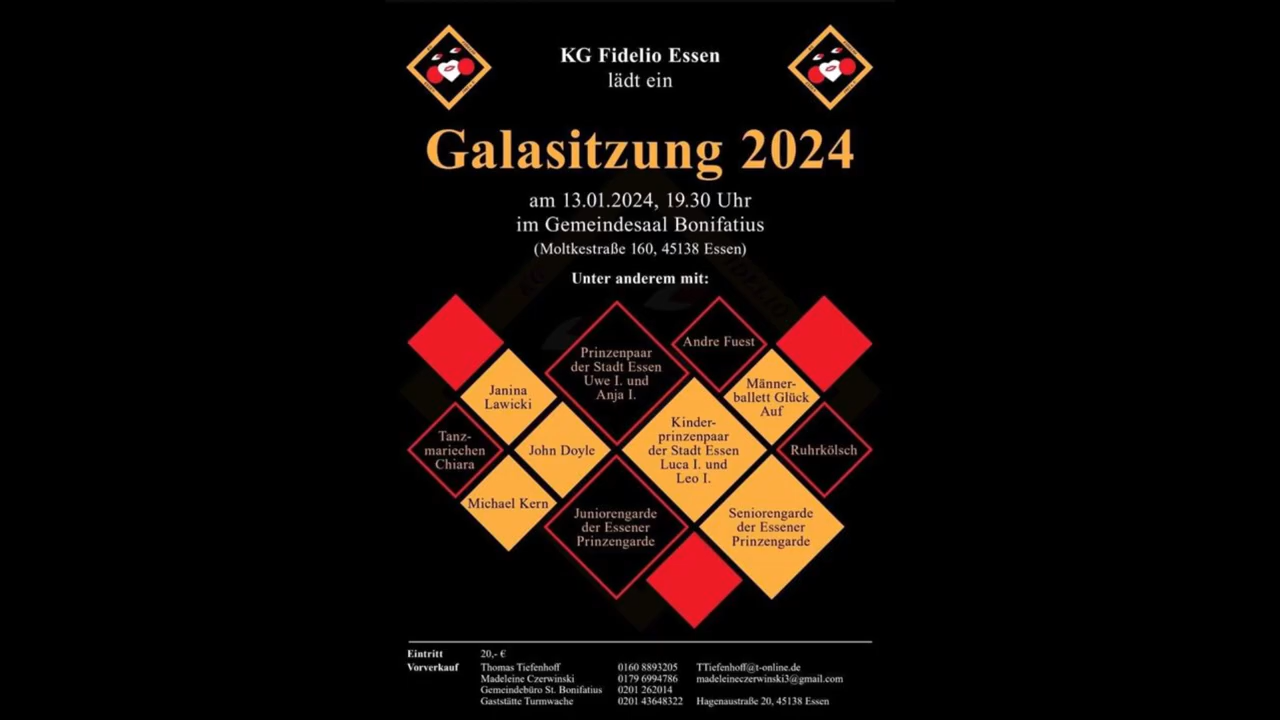 KG Fidelio Essen
lädt ein
Galasitzung 2024
am 13.01.2024, 19.30 Uhr
im Gemeindesaal Bonifatius
(Moltkestraße 160, 45138 Essen)
Unter anderem mit:
Prinzenpaar
der Stadt Essen
Uwe I. und
Anja I.
Andre Fuest
Janina
Lawicki
Männer-
ballett Glück
Auf
Tanz-
mariechen
Chiara
John Doyle
Kinder-
prinzenpaar
der Stadt Essen
Luca I. und
Leo I.
Ruhrkölsch
Michael Kern
Juniorengarde
der Essener
Prinzengarde
Seniorengarde
der Essener
Prinzengarde
Eintritt 20,- €
Vorverkauf Thomas Tiefenhoff 0160 8893205 TTiefenhoff@t-online.de
Madeleine Czerwinski 0179 6994786 madeleineczerwinski3@gmail.com
Gemeindebüro St. Bonifatius 0201 262014
Gaststätte Turmwache 0201 43648322 Hagenaustraße 20, 45138 Essen